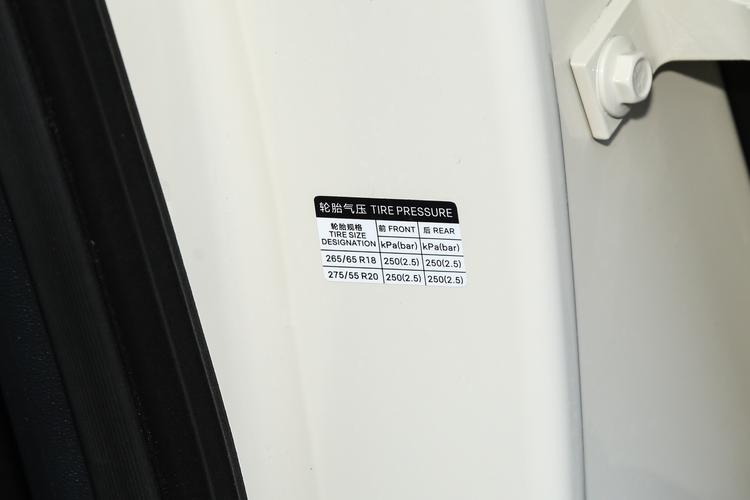 轮胎气压 TIRE PRESSURE
轮胎规格
TIRE SIZE
DESIGNATION
前 FRONT 后 REAR
kPa(bar) kPa(bar)
265/65 R18 250(2.5) 250(2.5)
275/55 R20 250(2.5) 250(2.5)